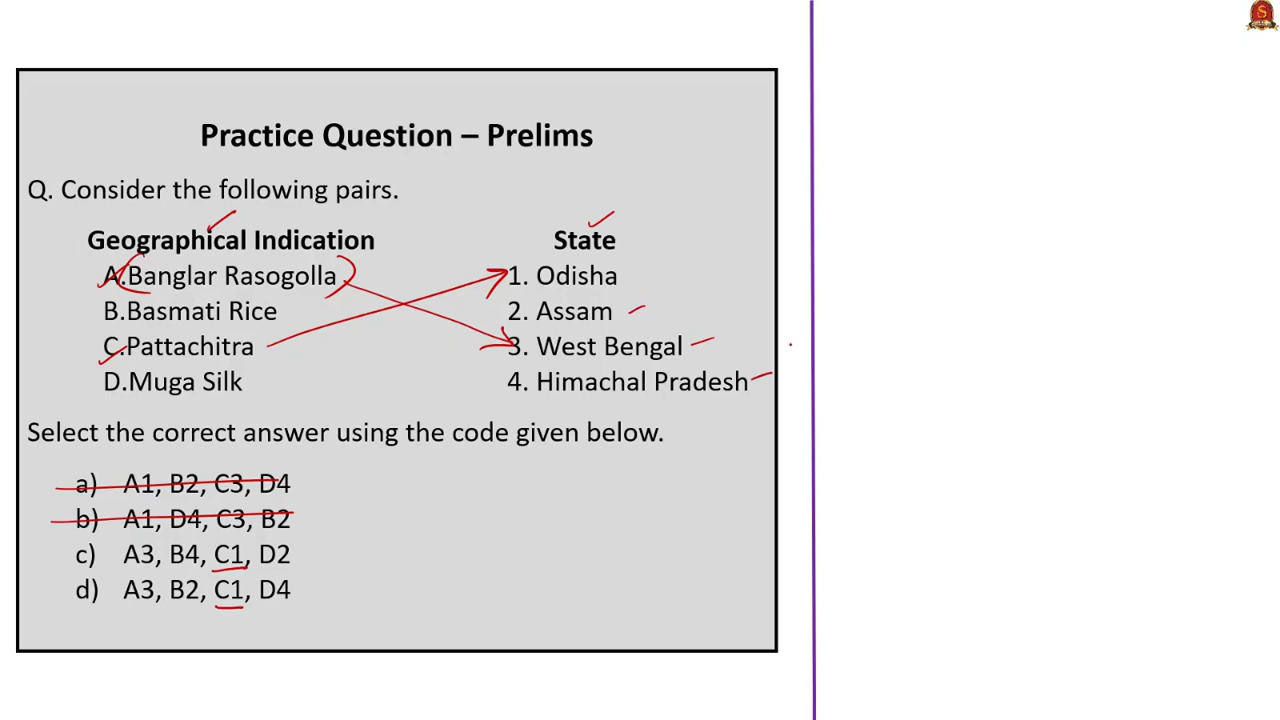 Practice Question – Prelims
Q. Consider the following pairs.
Geographical Indication State
A.Banglar Rasogolla 1. Odisha
B.Basmati Rice 2. Assam
C.Pattachitra 3. West Bengal
D.Muga Silk 4. Himachal Pradesh
Select the correct answer using the code given below.
a) A1, B2, C3, D4
b) A1, D4, C3, B2
c) A3, B4, C1, D2
d) A3, B2, C1, D4